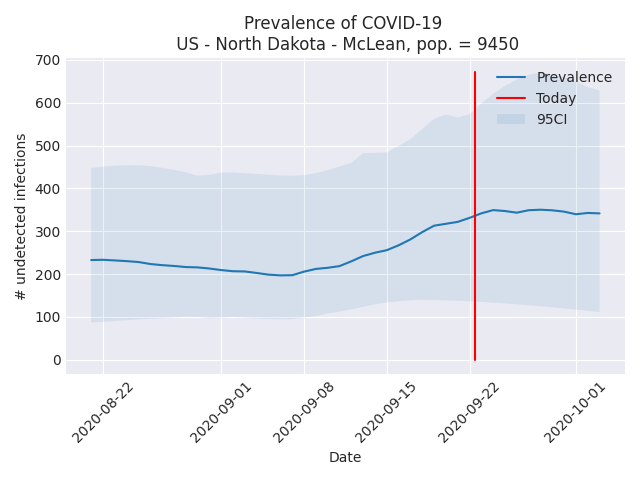 Prevalence of COVID-19
US - North Dakota - McLean, pop. = 9450
700
600
500
400
300
200
100
0
# undetected infections
Prevalence
Today
95CI
2020-08-22
2020-09-01
2020-09-08
2020-09-15
2020-09-22
2020-10-01
Date